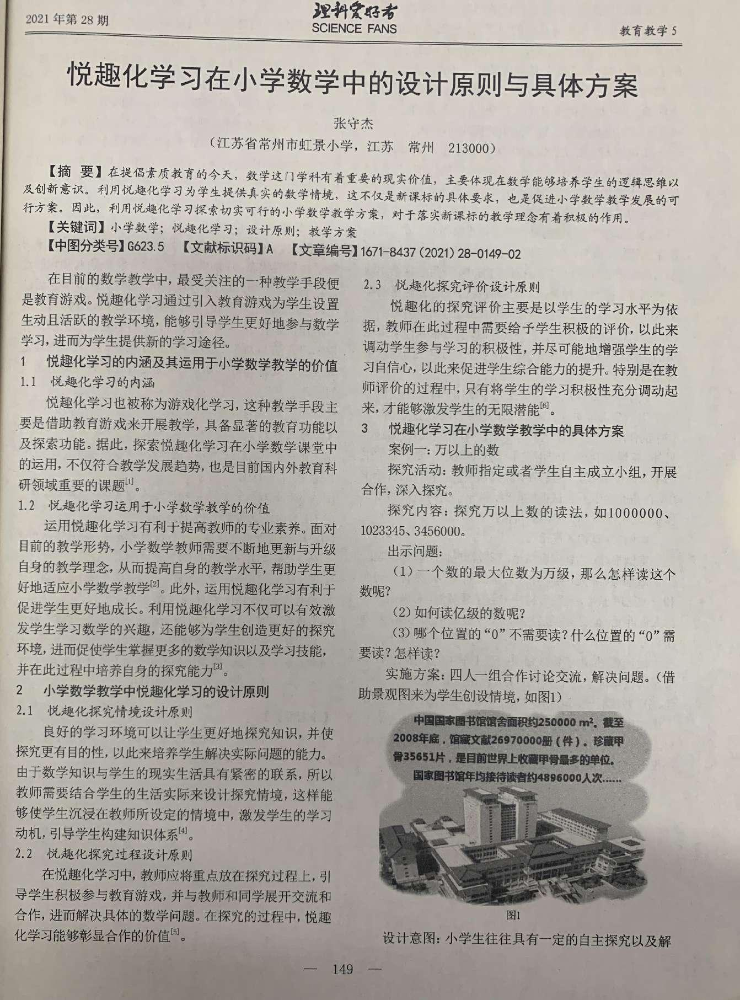 2021年第28期
理科爱好者
SCIENCE FANS
教育教学5
悦趣化学习在小学数学中的设计原则与具体方案
张守杰
（江苏省常州市虹景小学，江苏　常州　213000）
【摘　要】在提倡素质教育的今天，数学这门学科有着重要的现实价值，主要体现在数学能够培养学生的逻辑思维以
及创新意识。利用悦趣化学习为学生提供真实的数学情境，这不仅是新课标的具体要求，也是促进小学数学教学发展的可
行方案。因此，利用悦趣化学习探索切实可行的小学数学教学方案，对于落实新课标的教学理念有着积极的作用。
【关键词】小学数学；悦趣化学习；设计原则；教学方案
【中图分类号】G623.5　【文献标识码】A　【文章编号】1671-8437（2021）28-0149-02
在目前的数学教学中，最受关注的一种教学手段便
是教育游戏。悦趣化学习通过引入教育游戏为学生设置
生动且活跃的教学环境，能够引导学生更好地参与数学
学习，进而为学生提供新的学习途径。
1　悦趣化学习的内涵及其运用于小学数学教学的价值
1.1　悦趣化学习的内涵
悦趣化学习也被称为游戏化学习，这种教学手段主
要是借助教育游戏来开展教学，具备显著的教育功能以
及探索功能。据此，探索悦趣化学习在小学数学课堂中
的运用，不仅符合教学发展趋势，也是目前国内外教育科
研领域重要的课题[1]。
1.2　悦趣化学习运用于小学数学教学的价值
运用悦趣化学习有利于提高教师的专业素养。面对
目前的教学形势，小学数学教师需要不断地更新与升级
自身的教学理念，从而提高自身的教学水平，帮助学生更
好地适应小学数学教学[2]。此外，运用悦趣化学习有利于
促进学生更好地成长。利用悦趣化学习不仅可以有效激
发学生学习数学的兴趣，还能够为学生创造更好的探究
环境，进而促使学生掌握更多的数学知识以及学习技能，
并在此过程中培养自身的探究能力[3]。
2　小学数学教学中悦趣化学习的设计原则
2.1　悦趣化探究情境设计原则
良好的学习环境可以让学生更好地探究知识，并使
探究更有目的性，以此来培养学生解决实际问题的能力。
由于数学知识与学生的现实生活具有紧密的联系，所以
教师需要结合学生的生活实际来设计探究情境，这样能
够使学生沉浸在教师所设定的情境中，激发学生的学习
动机，引导学生构建知识体系[4]。
2.2　悦趣化探究过程设计原则
在悦趣化学习中，教师应将重点放在探究过程上，引
导学生积极参与教育游戏，并与教师和同学展开交流和
合作，进而解决具体的数学问题。在探究的过程中，悦趣
化学习能够彰显合作的价值[5]。
2.3　悦趣化探究评价设计原则
悦趣化的探究评价主要是以学生的学习水平为依
据，教师在此过程中需要给予学生积极的评价，以此来
调动学生参与学习的积极性，并尽可能地增强学生的学
习自信心，以此来促进学生综合能力的提升。特别是在教
师评价的过程中，只有将学生的学习积极性充分调动起
来，才能够激发学生的无限潜能[6]。
3　悦趣化学习在小学数学教学中的具体方案
案例一：万以上的数
探究活动：教师指定或者学生自主成立小组，开展
合作，深入探究。
探究内容：探究万以上数的读法，如1000000、
1023345、3456000。
出示问题：
（1）一个数的最大位数为万级，那么怎样读这个
数呢？
（2）如何读亿级的数呢？
（3）哪个位置的“0”不需要读？什么位置的“0”需
要读？怎样读？
实施方案：四人一组合作讨论交流，解决问题。（借
助景观图来为学生创设情境，如图1）
中国国家图书馆馆舍面积约250000 m²。截至
2008年底，馆藏文献26970000册（件）。珍藏甲
骨35651片，是目前世界上收藏甲骨最多的单位。
国家图书馆年均接待读者约4896000人次……
图1
设计意图：小学生往往具有一定的自主探究以及解
— 149 —